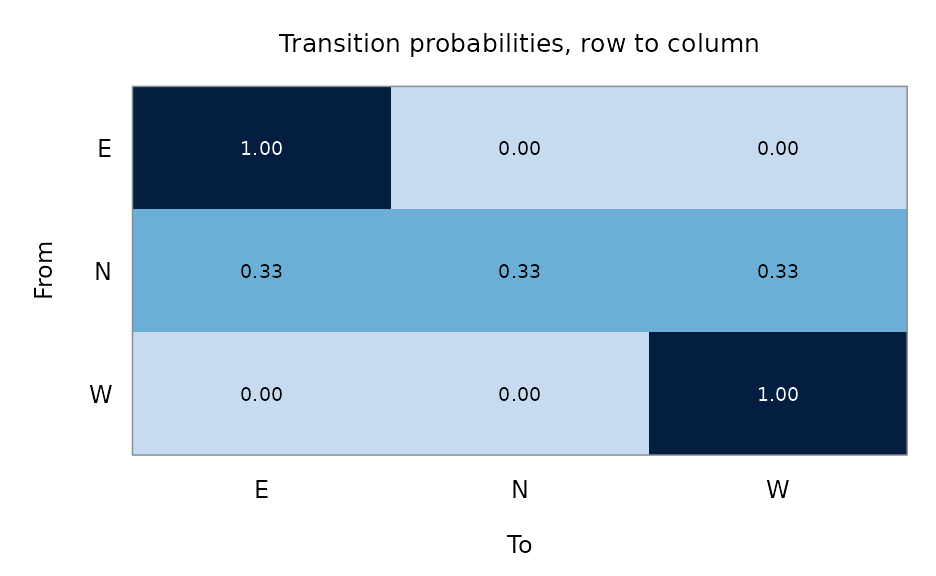 Transition probabilities, row to column
E 1.00 0.00 0.00
From
N 0.33 0.33 0.33
W 0.00 0.00 1.00
E N W
To